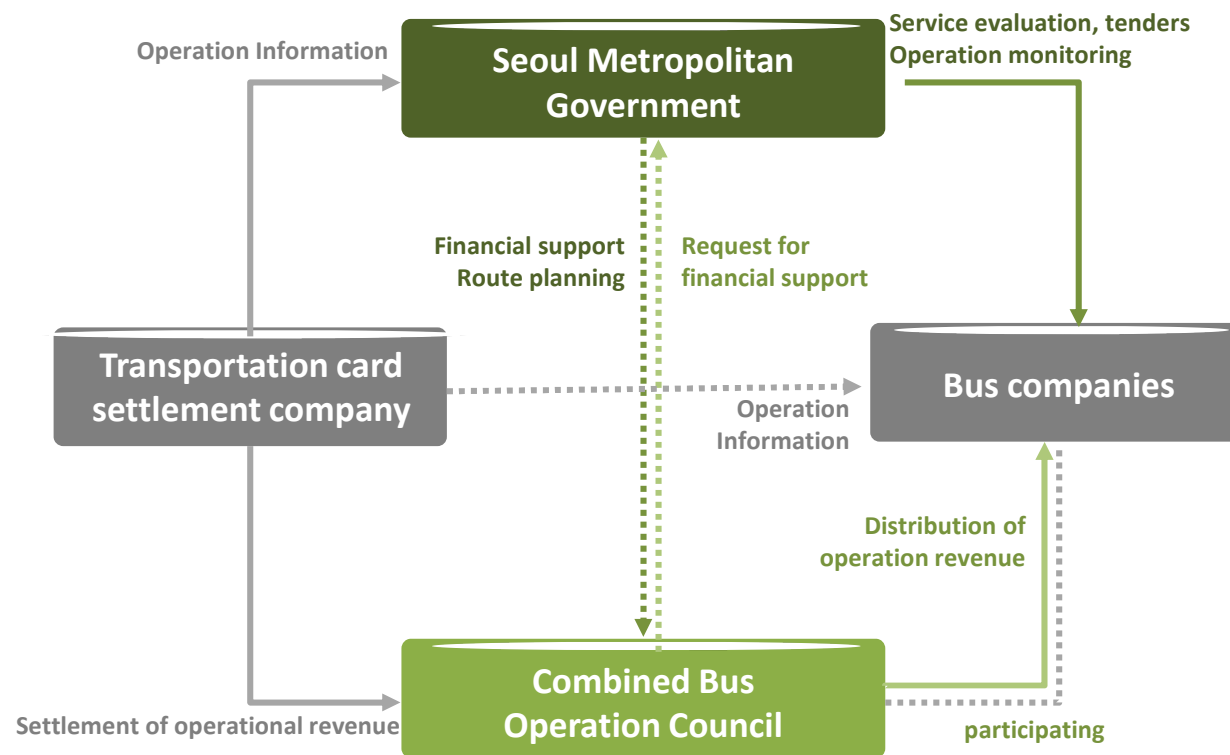 Operation Information
Seoul Metropolitan
Government
Service evaluation, tenders
Operation monitoring
Financial support
Route planning
Request for
financial support
Transportation card
settlement company
Operation
Information
Bus companies
Distribution of
operation revenue
Settlement of operational revenue
Combined Bus
Operation Council
participating